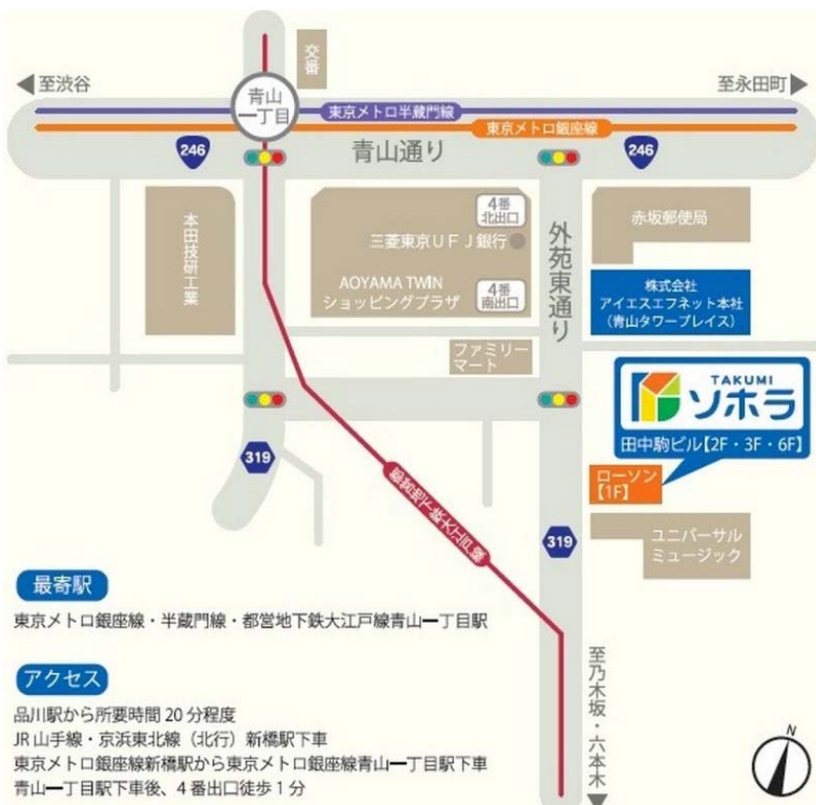 交番
至渋谷
至永田町
青山
一丁目
東京メトロ半蔵門線
東京メトロ銀座線
246
青山通り
246
本田技研工業
4番
北出口
三菱東京UFJ銀行
AOYAMA TWIN
ショッピングプラザ
4番
南出口
外苑東通り
赤坂郵便局
株式会社
アイエスエフネット本社
（青山タワープレイス）
ファミリー
マート
TAKUMI
ソホラ
田中駒ビル【2F・3F・6F】
319
都営地下鉄大江戸線
ローソン
【1F】
319
ユニバーサル
ミュージック
最寄駅
東京メトロ銀座線・半蔵門線・都営地下鉄大江戸線青山一丁目駅
アクセス
品川駅から所要時間20分程度
JR山手線・京浜東北線（北行）新橋駅下車
東京メトロ銀座線新橋駅から東京メトロ銀座線青山一丁目駅下車
青山一丁目駅下車後、4番出口徒歩1分
至乃木坂・六本木
N